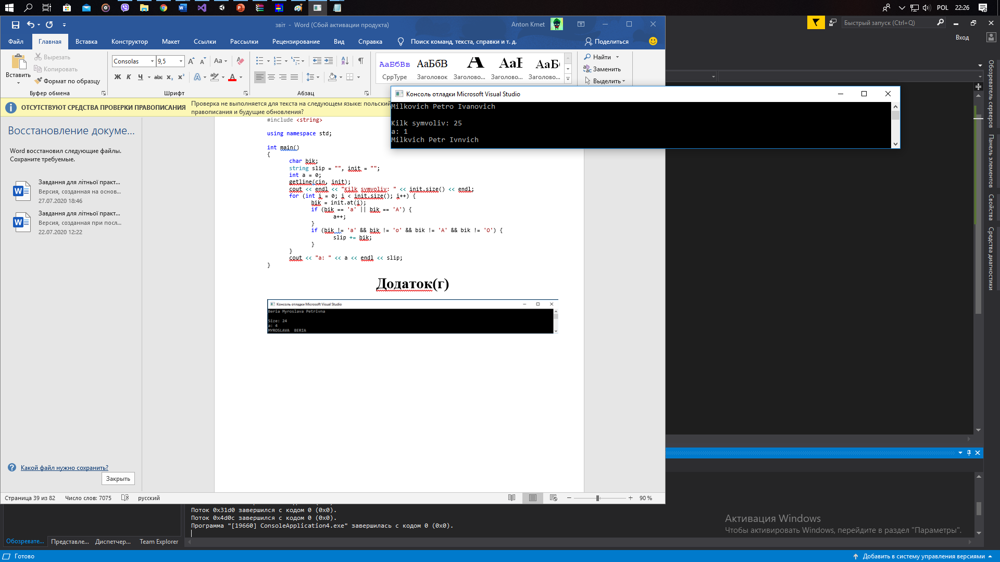 POL 22:26
звіт - Word (Сбой активации продукта)
Anton Kmet
Файл Главная Вставка Конструктор Макет Ссылки Рассылки Рецензирование Вид Справка Поиск команд, текста, справки и т. д. Поделиться
Вставить
Вырезать
Копировать
Формат по образцу
Буфер обмена
Consolas 9,5
Шрифт
Абзац
АаБбВв АаБбВ А АаІ АаБ
CppType Заголовок Заголово... Заголово... Заголово...
Найти
Заменить
Выделить
Быстрый запуск (Ctrl+Q)
Вход
ОТСУТСТВУЮТ СРЕДСТВА ПРОВЕРКИ ПРАВОПИСАНИЯ Проверка не выполняется для текста на следующем языке: польский
правописания и будущие обновления?
Консоль отладки Microsoft Visual Studio
Milkovich Petro Ivanovich
Kilk symvoliv: 25
a: 1
Milkvich Petr Ivnvich
Восстановление докуме...
Word восстановил следующие файлы.
Сохраните требуемые.
Завдання для літньої практ...
Версия, созданная на основ...
27.07.2020 18:46
Завдання для літньої практ...
Версия, созданная при посл...
22.07.2020 12:22
Какой файл нужно сохранить?
Закрыть
#include <string>
using namespace std;
int main()
{
char bik;
string slip = "", init = "";
int a = 0;
getline(cin, init);
cout << endl << "Kilk symvoliv: " << init.size() << endl;
for (int i = 0; i < init.size(); i++) {
bik = init.at(i);
if (bik == 'a' || bik == 'A') {
a++;
}
if (bik != 'a' && bik != 'o' && bik != 'A' && bik != 'O') {
slip += bik;
}
}
cout << "a: " << a << endl << slip;
}
Додаток(г)
Консоль отладки Microsoft Visual Studio
Beria Myroslava Petrivna
Size: 24
a: 4
MYROSLAVA BERIA
Страница 39 из 82 Число слов: 7075 русский 90 %
Обозреватель серверов
Панель элементов
Свойства
Средства диагностики
Поток 0x31d0 завершился с кодом 0 (0x0).
Поток 0x4d0c завершился с кодом 0 (0x0).
Программа "[19660] ConsoleApplication4.exe" завершилась с кодом 0 (0x0).
Обозревате... Представле... Диспетчер... Team Explorer
Активация Windows
Чтобы активировать Windows, перейдите в раздел "Параметры".
Готово
Добавить в систему управления версиями